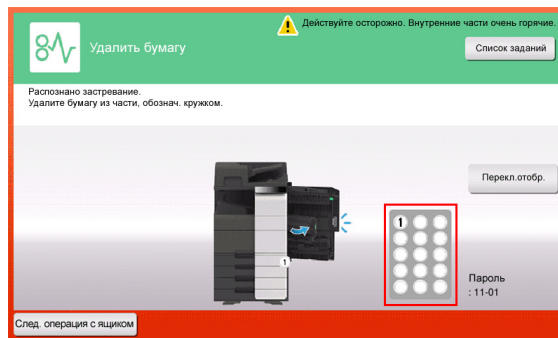 Действуйте осторожно. Внутренние части очень горячие.
Удалить бумагу
Список заданий
Распознано застревание.
Удалите бумагу из части, обознач. кружком.
Перекл.отобр.
1
1
Пароль
: 11-01
След. операция с ящиком